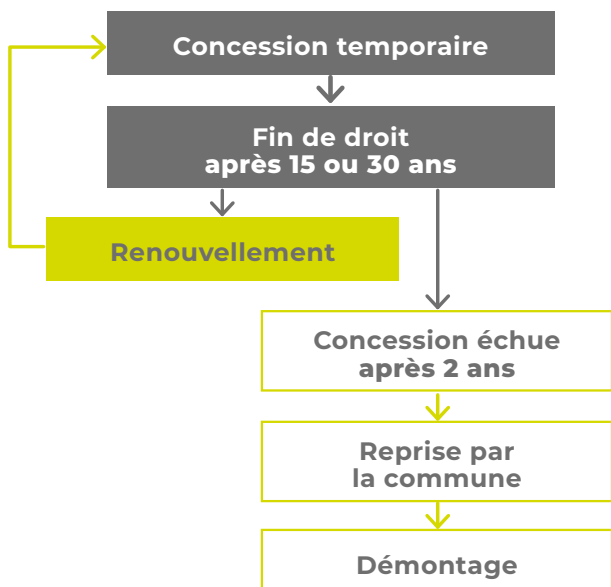 Concession temporaire
Fin de droit
après 15 ou 30 ans
Renouvellement
Concession échue
après 2 ans
Reprise par
la commune
Démontage